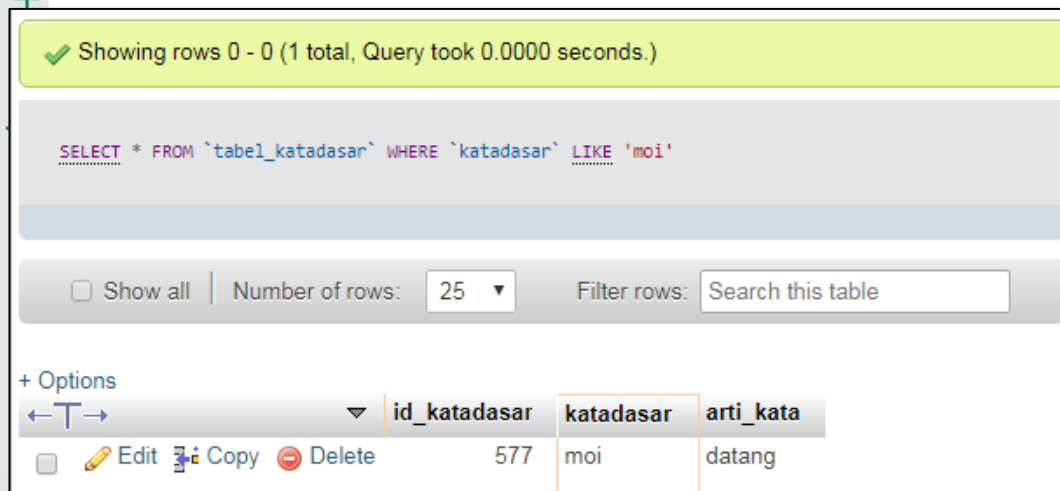 Showing rows 0 - 0 (1 total, Query took 0.0000 seconds.)
SELECT * FROM `tabel_katadasar` WHERE `katadasar` LIKE 'moi'
Show all Number of rows: 25 Filter rows: Search this table
+ Options
←T→ id_katadasar katadasar arti_kata
Edit Copy Delete 577 moi datang